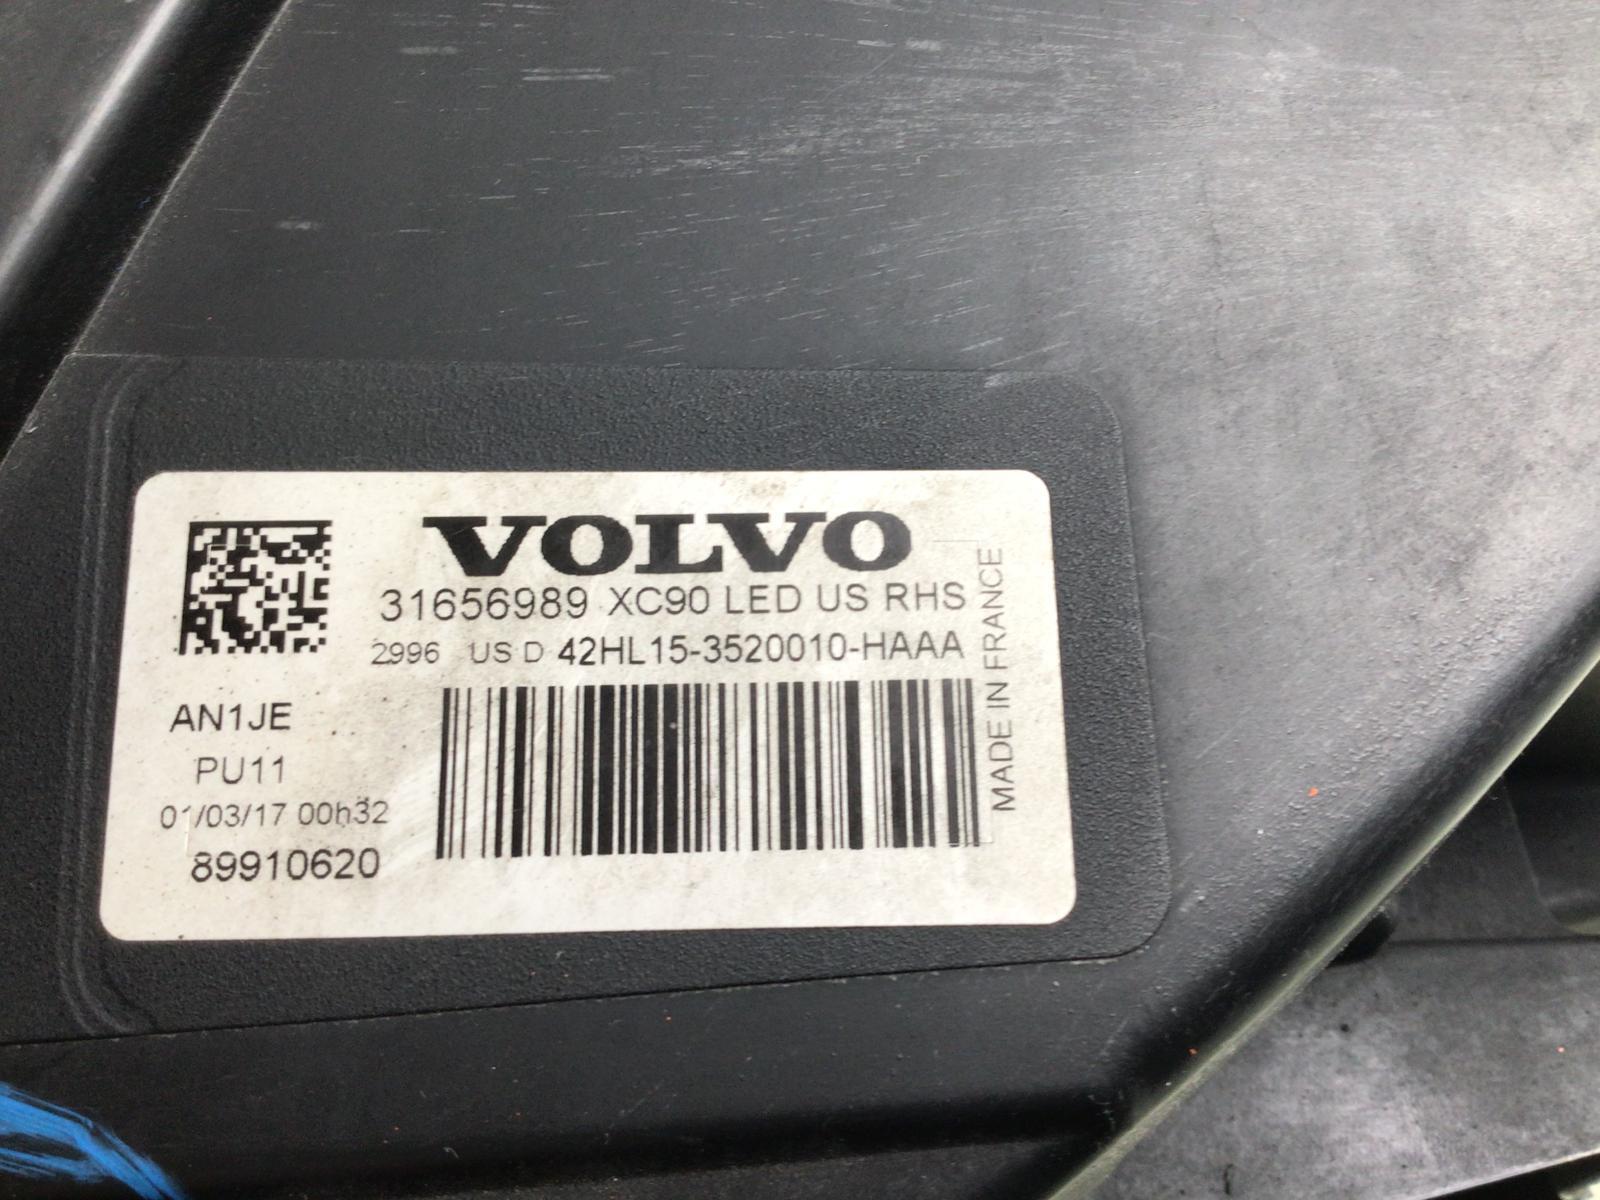 VOLVO
31656989 XC90 LED US RHS
2996 US D 42HL15-3520010-HAAA
AN1JE
PU11
01/03/17 00h32
89910620
MADE IN FRANCE